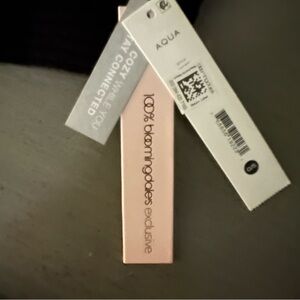 COZY WHILE YOU
STAY CONNECTED
100% bloomingdales exclusive
AQUA